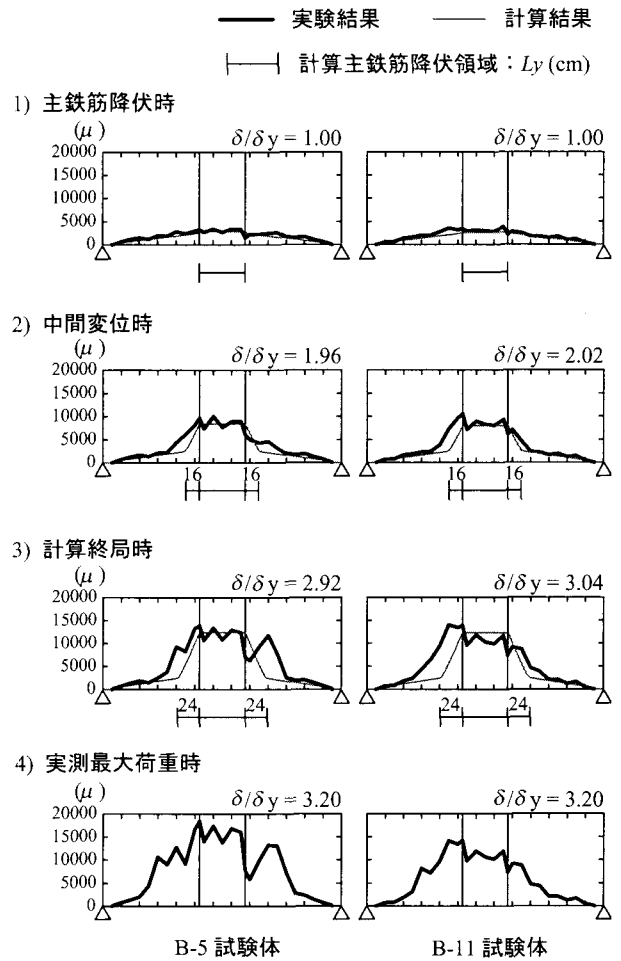 実験結果 計算結果
計算主鉄筋降伏領域：Ly (cm)
1) 主鉄筋降伏時
(μ) δ/δy = 1.00 δ/δy = 1.00
20000
15000
10000
5000
0
2) 中間変位時
(μ) δ/δy = 1.96 δ/δy = 2.02
20000
15000
10000
5000
0
16 16 16 16
3) 計算終局時
(μ) δ/δy = 2.92 δ/δy = 3.04
20000
15000
10000
5000
0
24 24 24 24
4) 実測最大荷重時
(μ) δ/δy = 3.20 δ/δy = 3.20
20000
15000
10000
5000
0
B-5 試験体 B-11 試験体